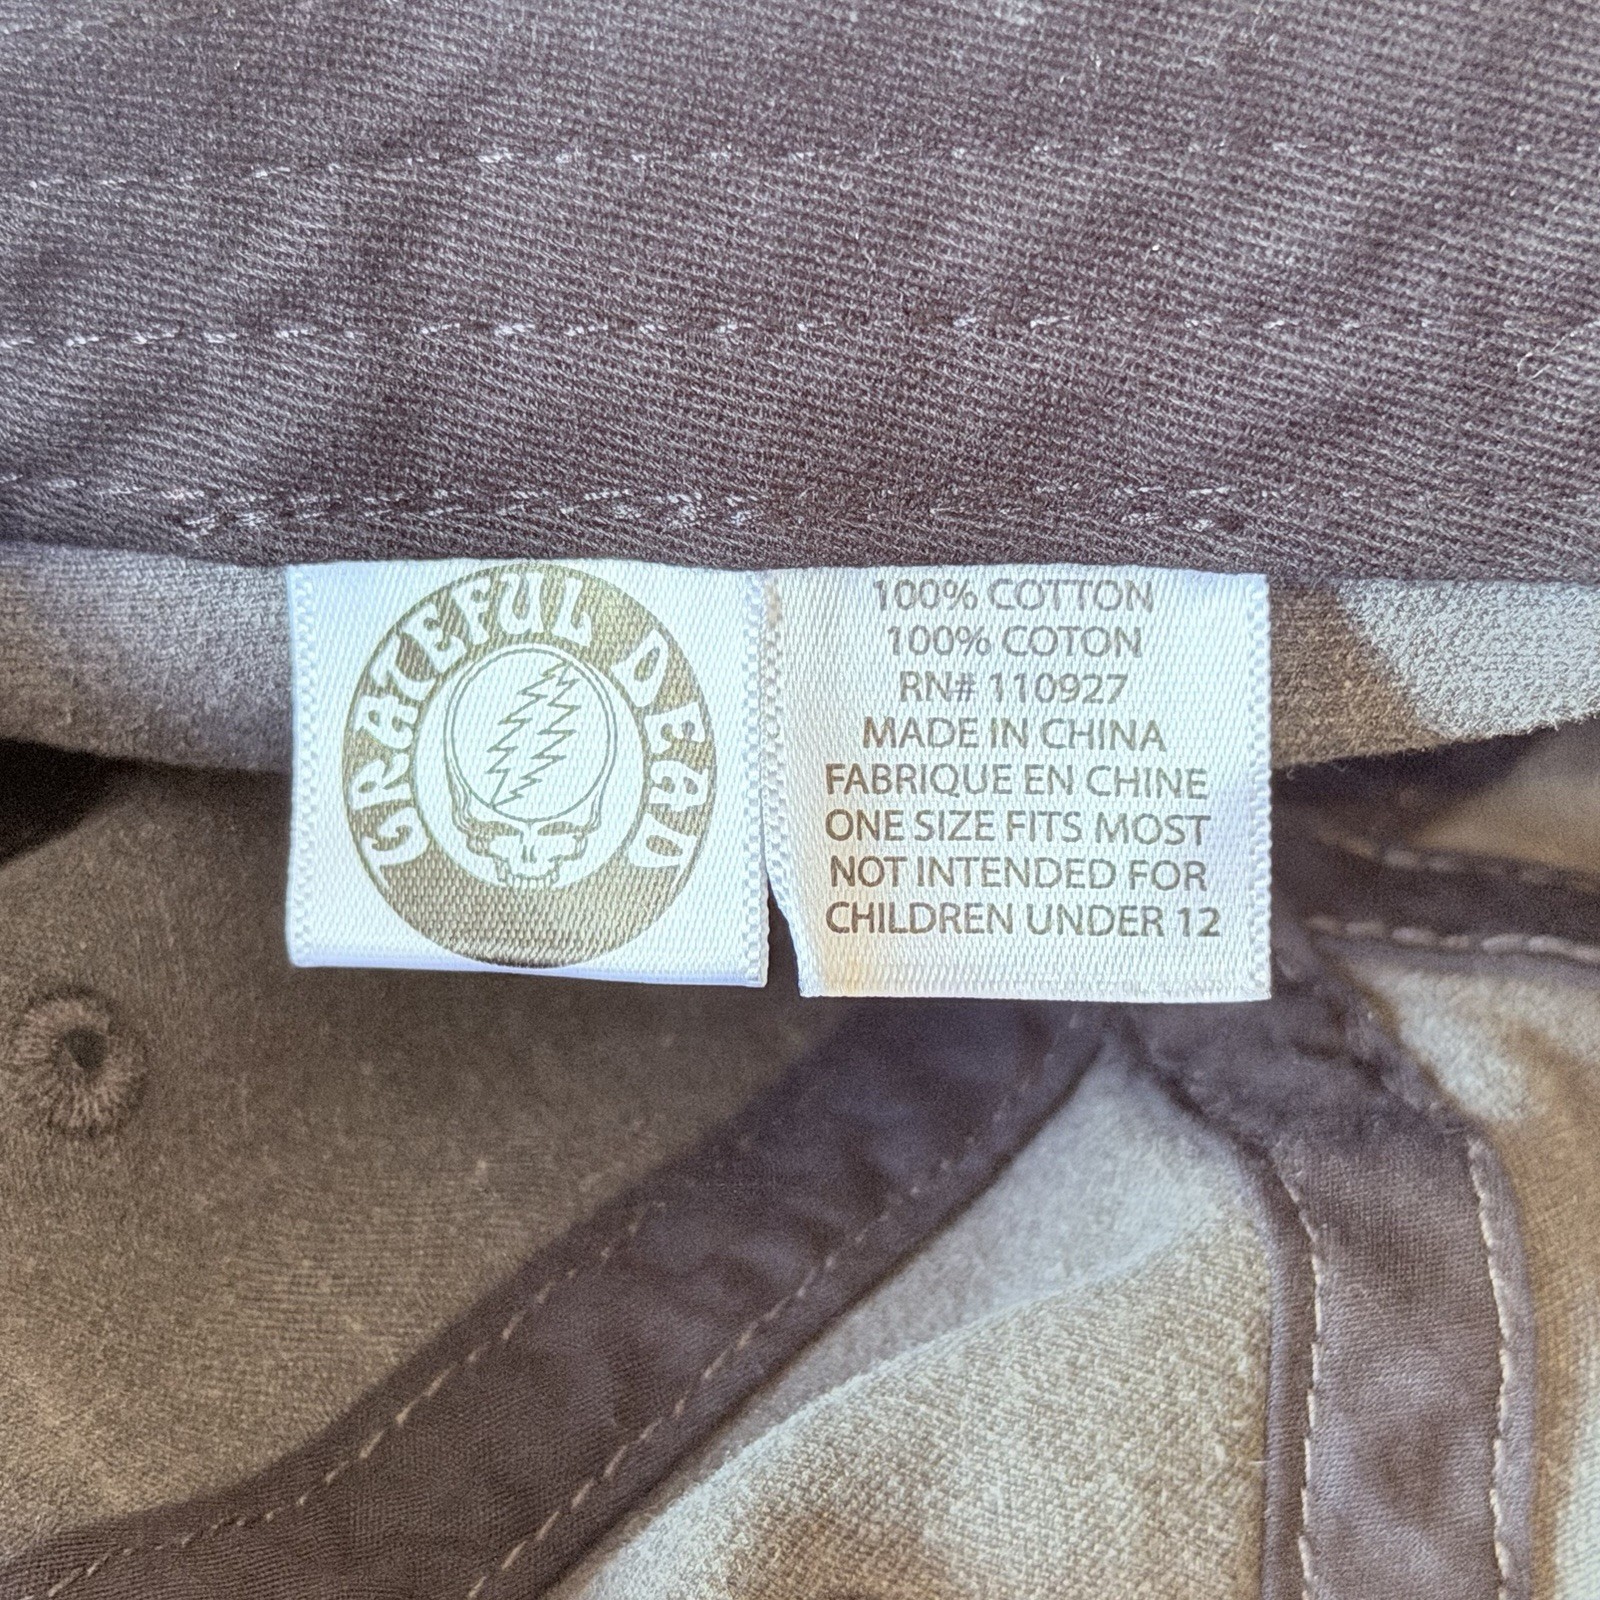 GRATEFUL DEAD
100% COTTON
100% COTON
RN# 110927
MADE IN CHINA
FABRIQUE EN CHINE
ONE SIZE FITS MOST
NOT INTENDED FOR
CHILDREN UNDER 12